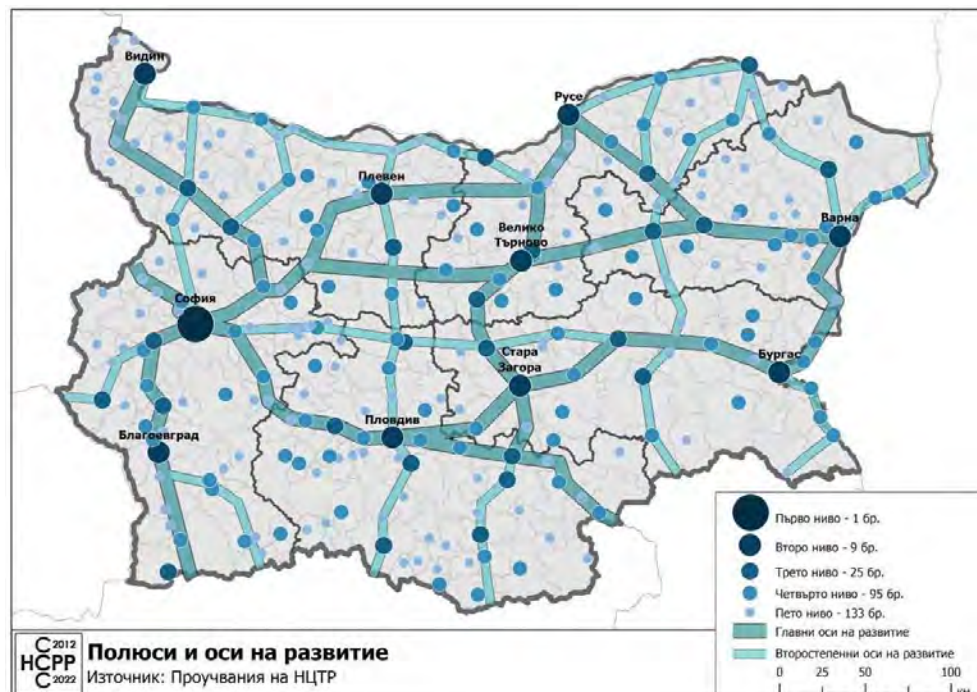 Видин
Русе
Плевен
Велико
Търново
Варна
София
Стара
Загора
Бургас
Пловдив
Благоевград
Първо ниво - 1 бр.
Второ ниво - 9 бр.
Трето ниво - 25 бр.
Четвърто ниво - 95 бр.
Пето ниво - 133 бр.
Главни оси на развитие
Второстепенни оси на развитие
0 25 50 100
км
С 2012
НСРР
С 2022
Полюси и оси на развитие
Източник: Проучвания на НЦТР